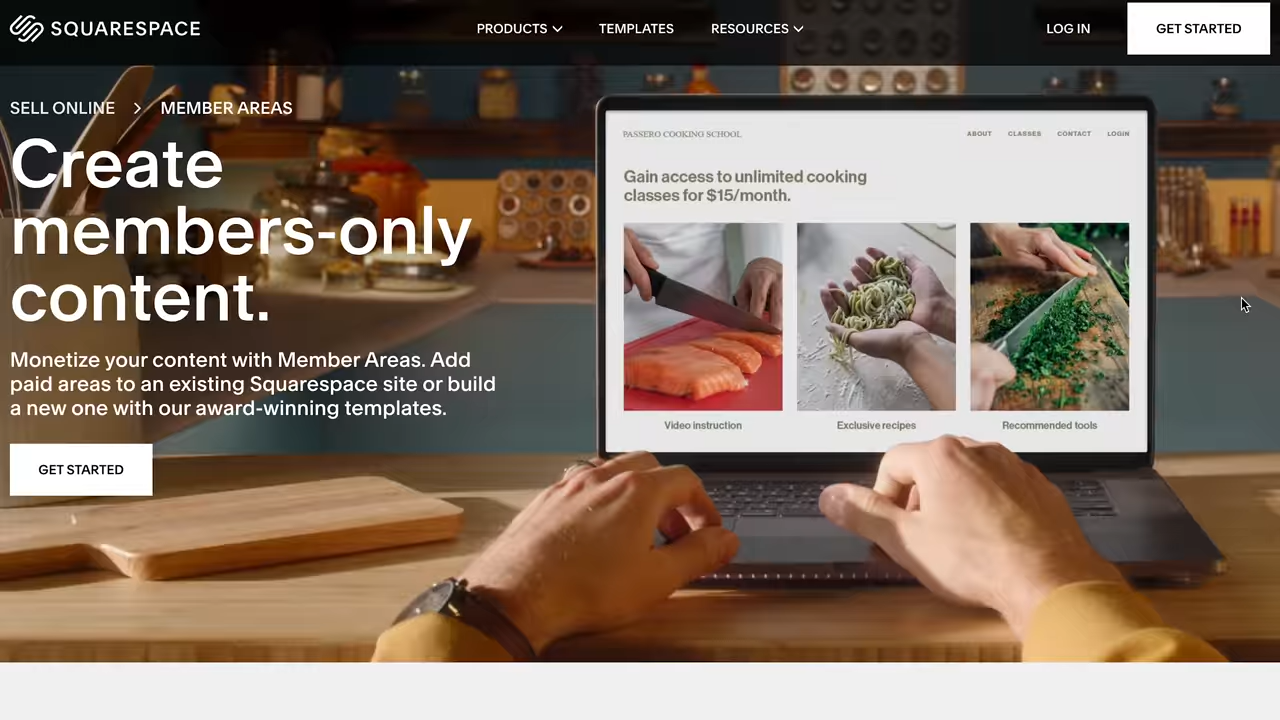 SQUARESPACE
PRODUCTS
TEMPLATES
RESOURCES
LOG IN
GET STARTED
SELL ONLINE
MEMBER AREAS
Create
members-only
content.
Monetize your content with Member Areas. Add
paid areas to an existing Squarespace site or build
a new one with our award-winning templates.
GET STARTED
PASSERO COOKING SCHOOL
ABOUT
CLASSES
CONTACT
LOGIN
Gain access to unlimited cooking
classes for $15/month.
Video instruction
Exclusive recipes
Recommended tools